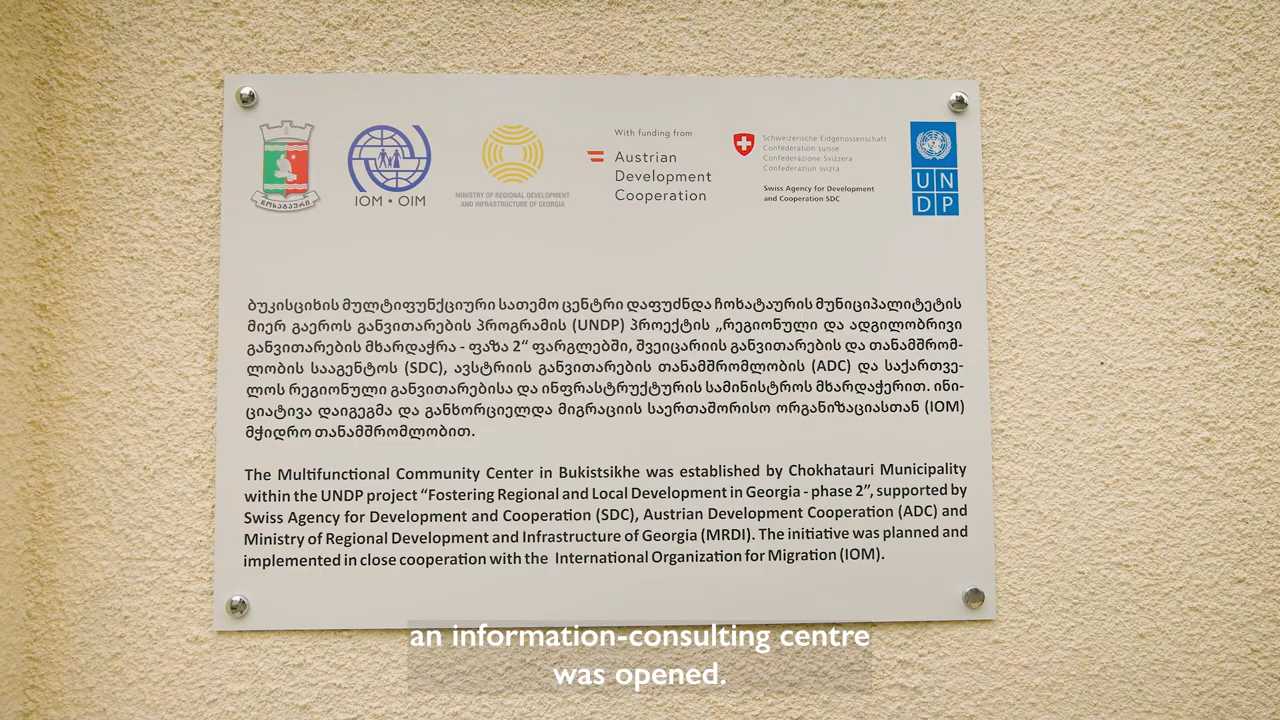 ჩოხატაური
IOM • OIM
MINISTRY OF REGIONAL DEVELOPMENT
AND INFRASTRUCTURE OF GEORGIA
With funding from
Austrian
Development
Cooperation
Schweizerische Eidgenossenschaft
Confédération suisse
Confederazione Svizzera
Confederaziun svizra
Swiss Agency for Development
and Cooperation SDC
UN
DP
ბუკისციხის მულტიფუნქციური სათემო ცენტრი დაფუძნდა ჩოხატაურის მუნიციპალიტეტის
მიერ გაეროს განვითარების პროგრამის (UNDP) პროექტის „რეგიონული და ადგილობრივი
განვითარების მხარდაჭრა - ფაზა 2“ ფარგლებში, შვეიცარიის განვითარების და თანამშრომ-
ლობის სააგენტოს (SDC), ავსტრიის განვითარების თანამშრომლობის (ADC) და საქართვე-
ლოს რეგიონული განვითარებისა და ინფრასტრუქტურის სამინისტროს მხარდაჭერით. ინი-
ციატივა დაიგეგმა და განხორციელდა მიგრაციის საერთაშორისო ორგანიზაციასთან (IOM)
მჭიდრო თანამშრომლობით.
The Multifunctional Community Center in Bukistsikhe was established by Chokhatauri Municipality
within the UNDP project “Fostering Regional and Local Development in Georgia - phase 2”, supported by
Swiss Agency for Development and Cooperation (SDC), Austrian Development Cooperation (ADC) and
Ministry of Regional Development and Infrastructure of Georgia (MRDI). The initiative was planned and
implemented in close cooperation with the International Organization for Migration (IOM).
an information-consulting centre
was opened.